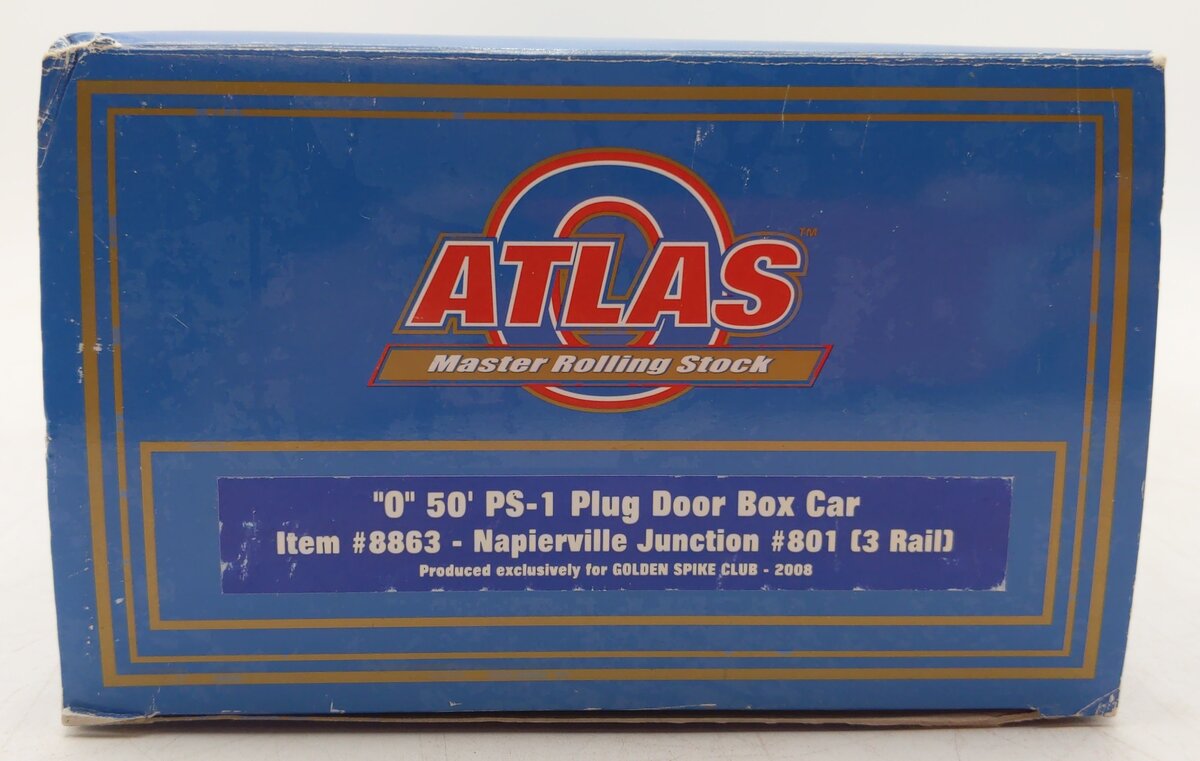 ATLAS™
Master Rolling Stock
"O" 50' PS-1 Plug Door Box Car
Item #8863 - Napierville Junction #801 (3 Rail)
Produced exclusively for GOLDEN SPIKE CLUB - 2008